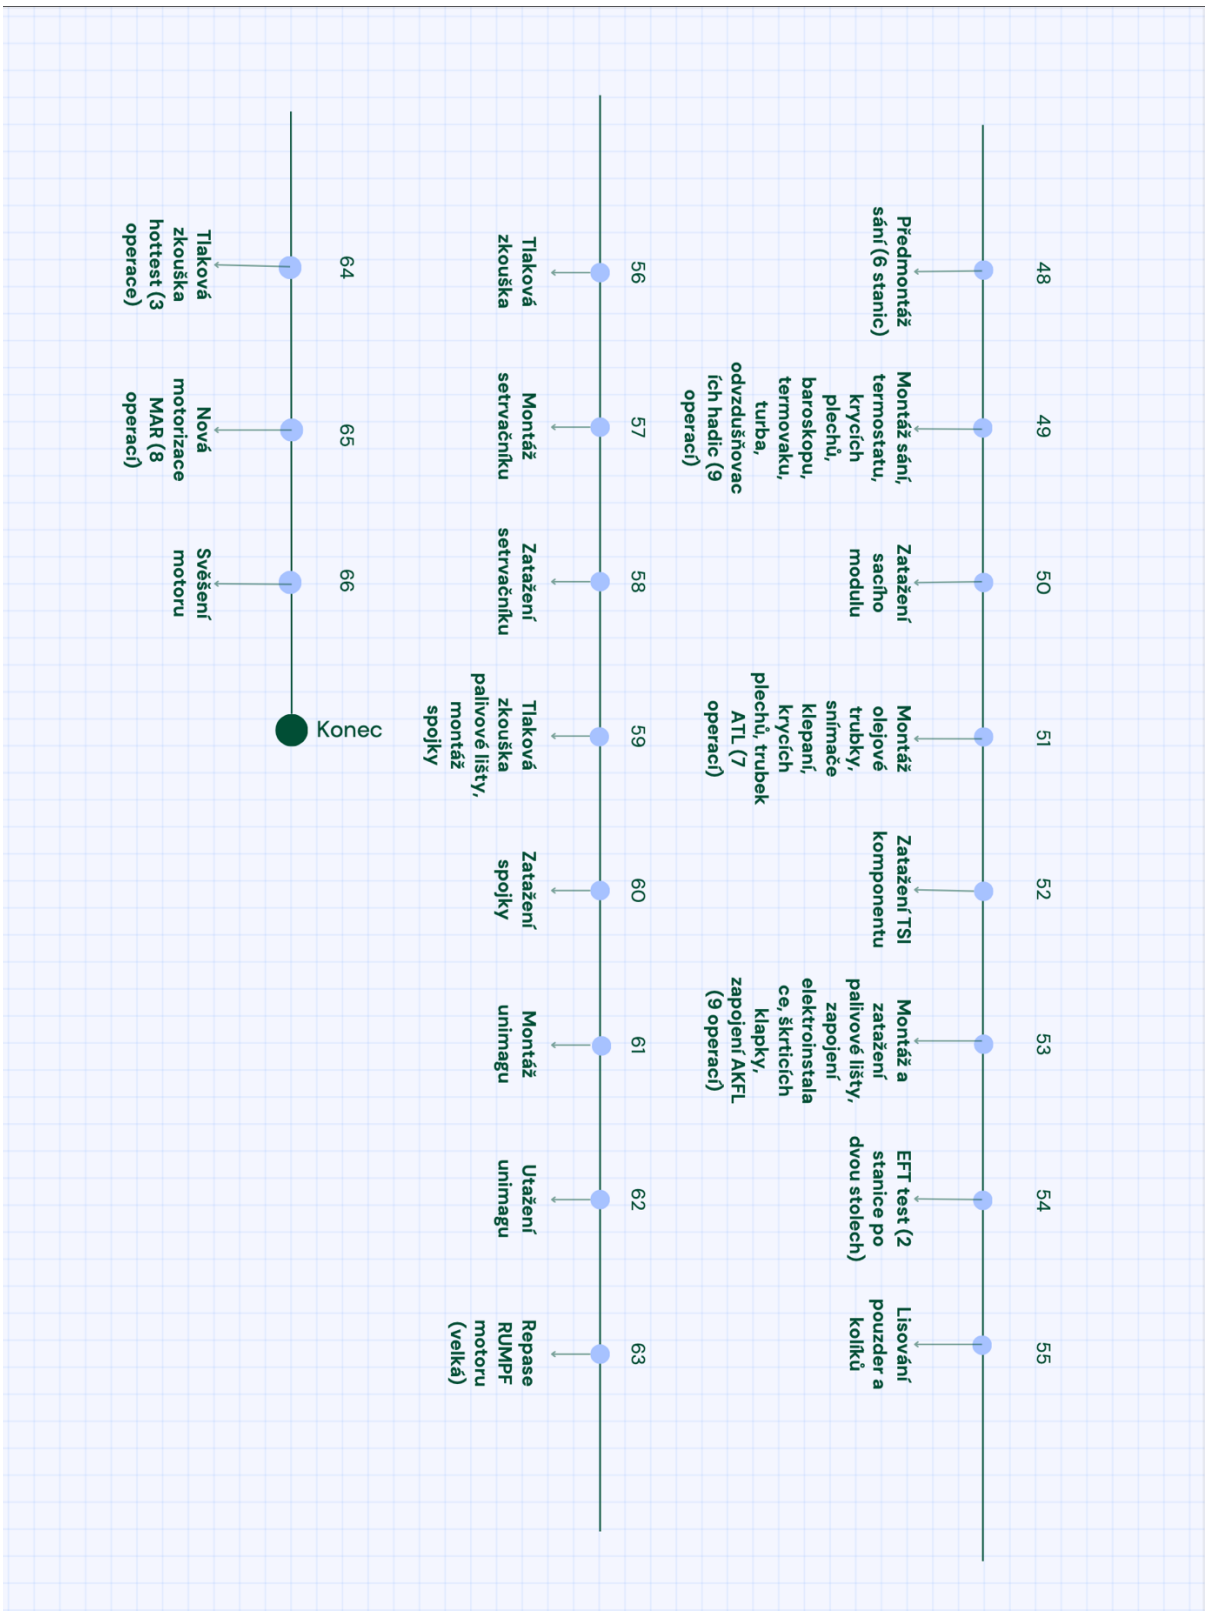 48
Předmontáž
sání (6 stanic)
49
Montáž sání,
termostatu,
krycích
plechů,
baroskopu,
termovaku,
turba,
odvzdušňovac
ích hadic (9
operací)
50
Zatažení
sacího
modulu
51
Montáž
olejové
trubky,
snímače
klepaní,
krycích
plechů, trubek
ATL (7
operací)
52
Zatažení TSI
komponentu
53
Montáž a
zatažení
palivové lišty,
zapojení
elektroinstala
ce, škrticích
klapky,
zapojení AKFL
(9 operací)
54
EFT test (2
stanice po
dvou stolech)
55
Lisování
pouzder a
kolíků
56
Tlaková
zkouška
57
Montáž
setrvačníku
58
Zatažení
setrvačníku
59
Tlaková
zkouška
palivové lišty,
montáž
spojky
60
Zatažení
spojky
61
Montáž
unimagu
62
Utažení
unimagu
63
Repase
RUMPF
motoru
(velká)
64
Tlaková
zkouška
hottest (3
operace)
65
Nová
motorizace
MAR (8
operací)
66
Svěšení
motoru
Konec